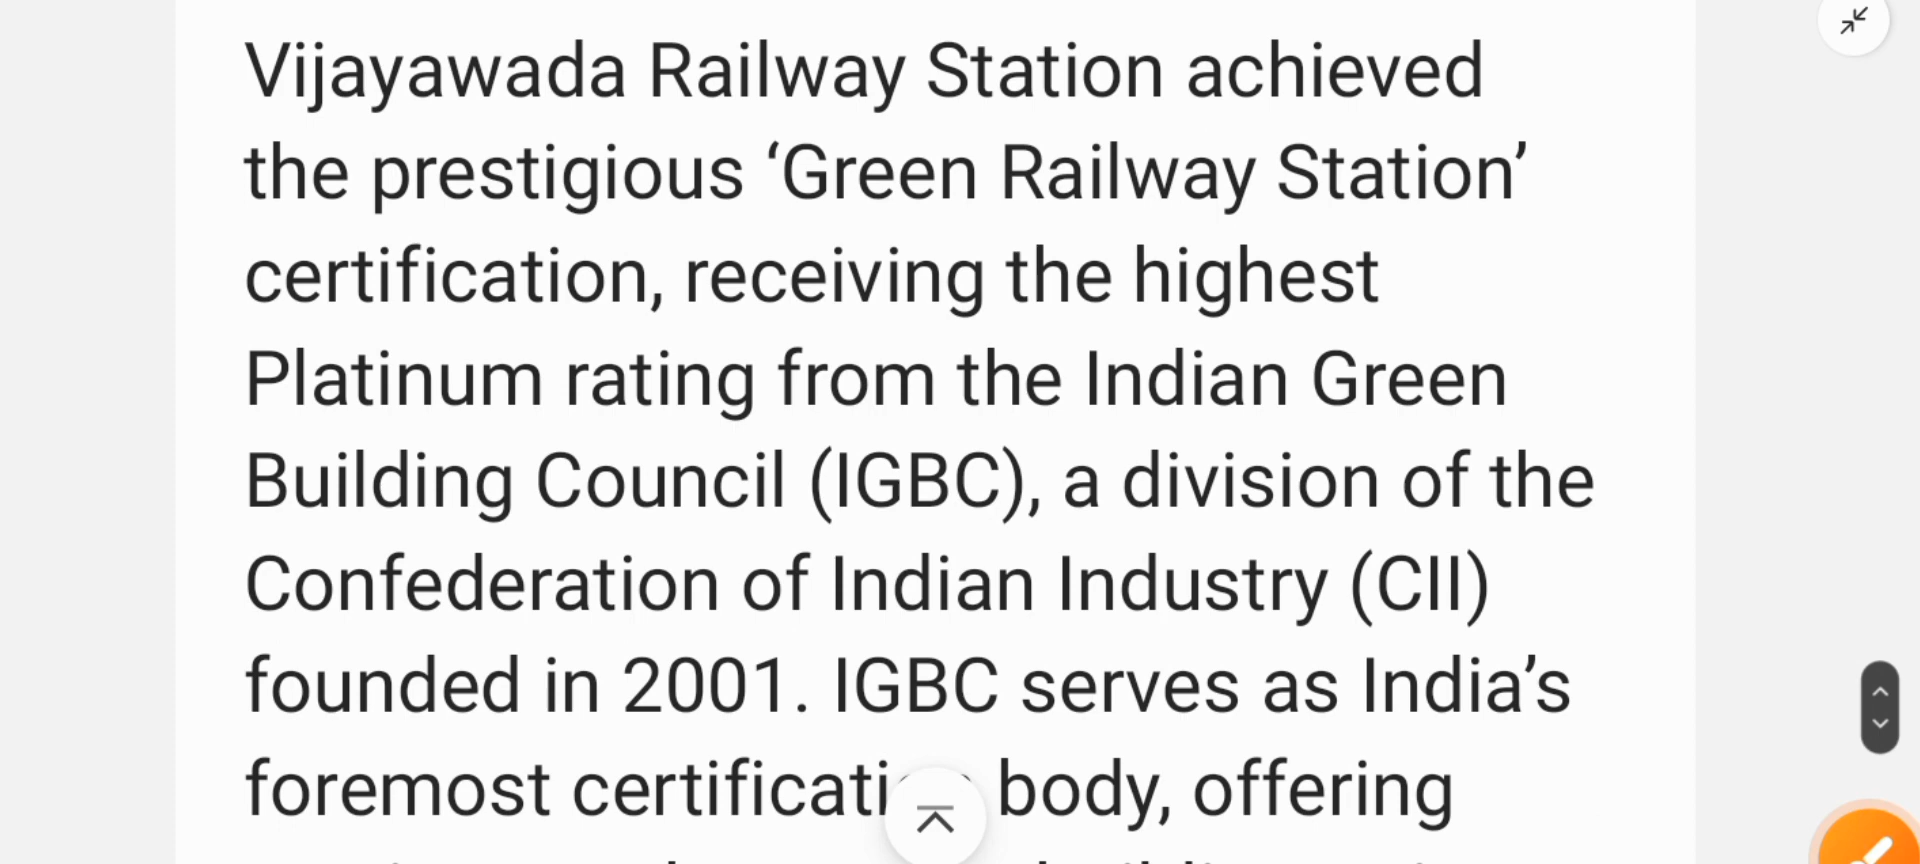 Vijayawada Railway Station achieved
the prestigious ‘Green Railway Station’
certification, receiving the highest
Platinum rating from the Indian Green
Building Council (IGBC), a division of the
Confederation of Indian Industry (CII)
founded in 2001. IGBC serves as India’s
foremost body, offering